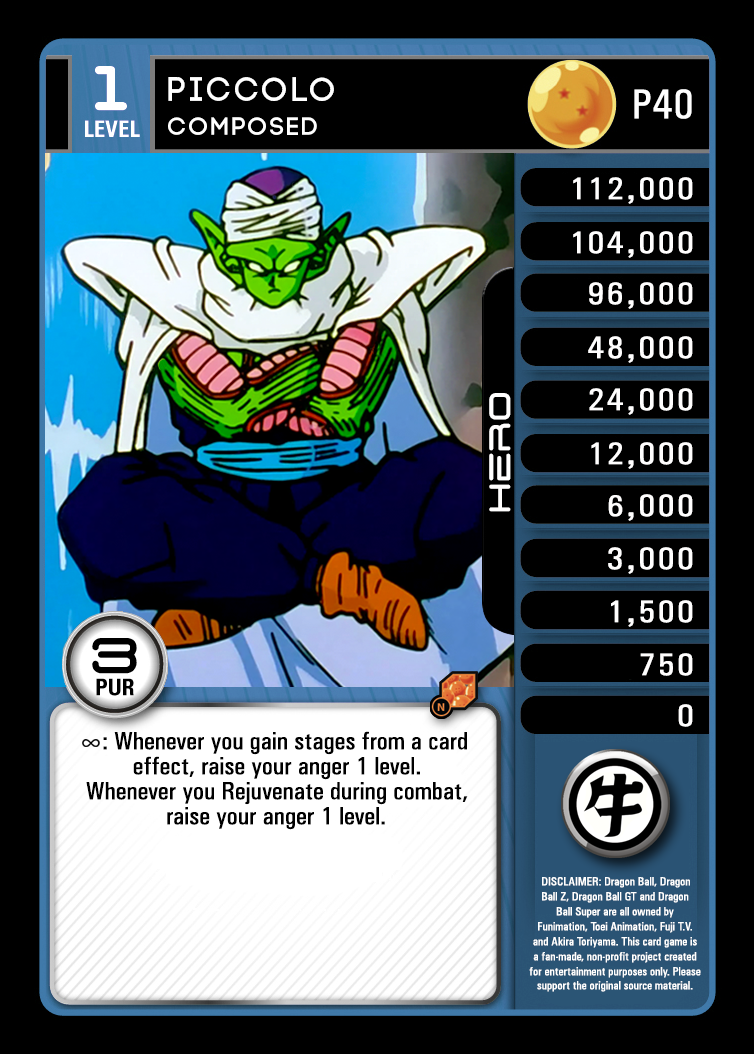 1
LEVEL
PICCOLO
COMPOSED
P40
112,000
104,000
96,000
48,000
24,000
12,000
6,000
3,000
1,500
750
0
HERO
3
PUR
N
∞: Whenever you gain stages from a card
effect, raise your anger 1 level.
Whenever you Rejuvenate during combat,
raise your anger 1 level.
牛
DISCLAIMER: Dragon Ball, Dragon
Ball Z, Dragon Ball GT and Dragon
Ball Super are all owned by
Funimation, Toei Animation, Fuji T.V.
and Akira Toriyama. This card game is
a fan-made, non-profit project created
for entertainment purposes only. Please
support the original source material.